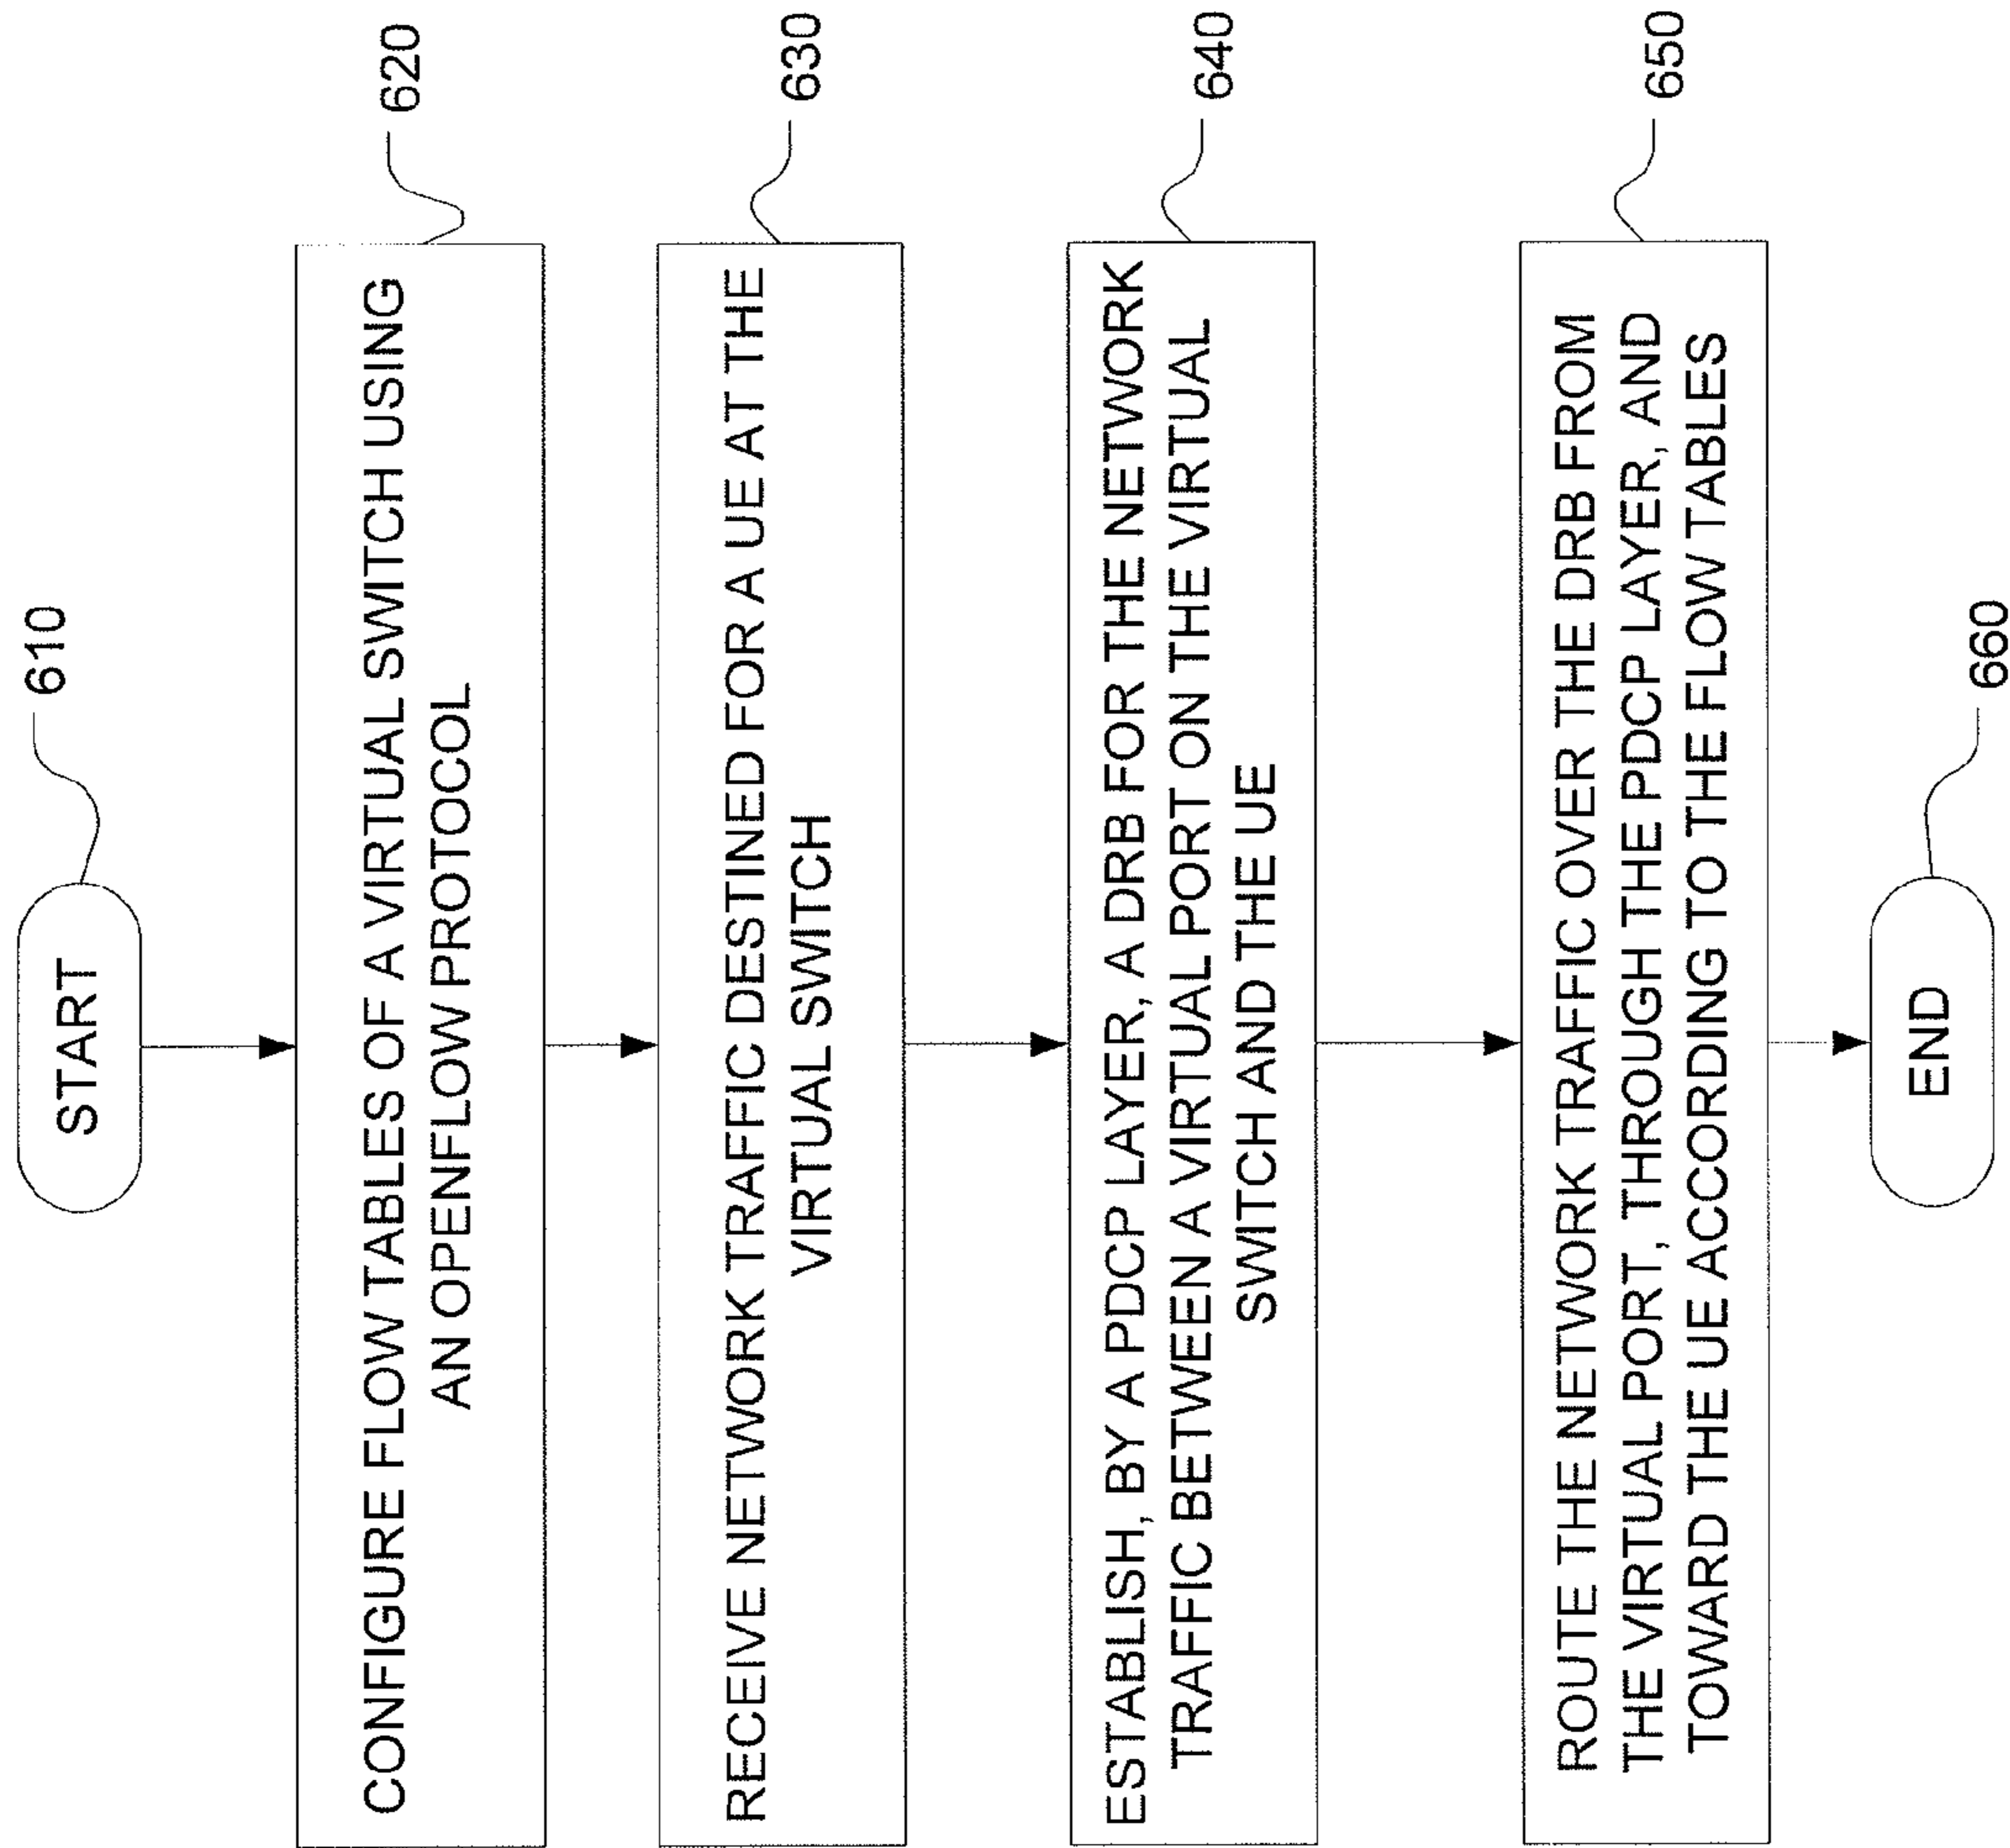 START
610
CONFIGURE FLOW TABLES OF A VIRTUAL SWITCH USING
AN OPENFLOW PROTOCOL
620
RECEIVE NETWORK TRAFFIC DESTINED FOR A UE AT THE
VIRTUAL SWITCH
630
ESTABLISH, BY A PDCP LAYER, A DRB FOR THE NETWORK
TRAFFIC BETWEEN A VIRTUAL PORT ON THE VIRTUAL
SWITCH AND THE UE
640
ROUTE THE NETWORK TRAFFIC OVER THE DRB FROM
THE VIRTUAL PORT, THROUGH THE PDCP LAYER, AND
TOWARD THE UE ACCORDING TO THE FLOW TABLES
650
END
660